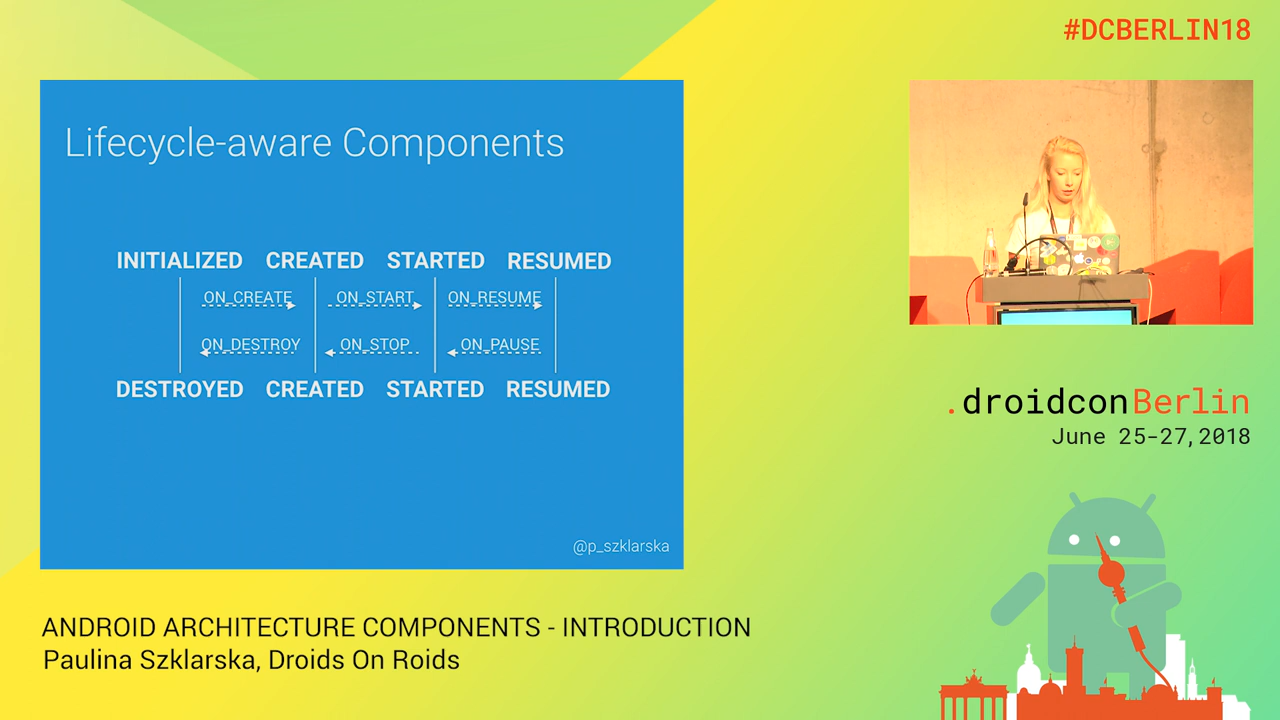 #DCBERLIN18
Lifecycle-aware Components
INITIALIZED CREATED STARTED RESUMED
ON_CREATE ON_START ON_RESUME
ON_DESTROY ON_STOP ON_PAUSE
DESTROYED CREATED STARTED RESUMED
@p_szklarska
.droidconBerlin
June 25-27, 2018
ANDROID ARCHITECTURE COMPONENTS - INTRODUCTION
Paulina Szklarska, Droids On Roids